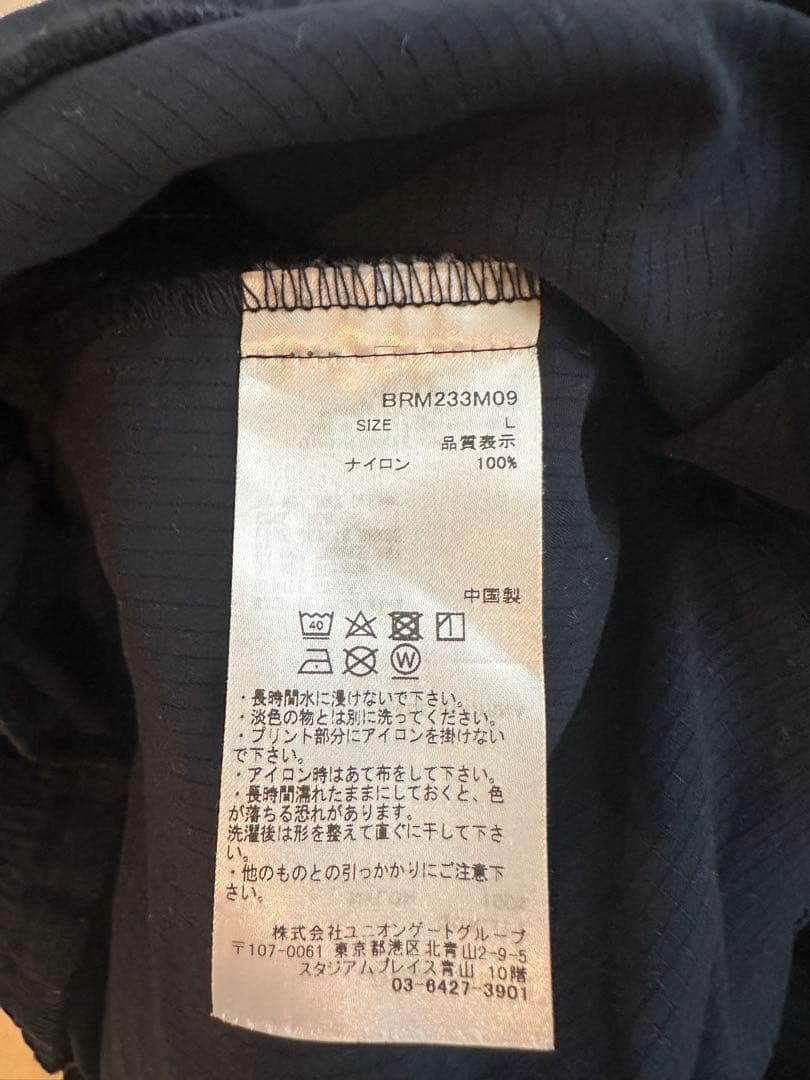 BRM233M09
SIZE L
品質表示
ナイロン 100%
中国製
40
W
・長時間水に浸けないで下さい。
・淡色の物とは別に洗ってください。
・プリント部分にアイロンを掛けない
で下さい。
・アイロン時はあて布をして下さい。
・長時間濡れたままにしておくと、色
が落ちる恐れがあります。
洗濯後は形を整えて直ぐに干して下さ
い。
・他のものとの引っかかりにご注意下
さい。
株式会社ユニオンゲートグループ
〒107-0061 東京都港区北青山2-9-5
スタジアムプレイス青山 10階
03-6427-3901